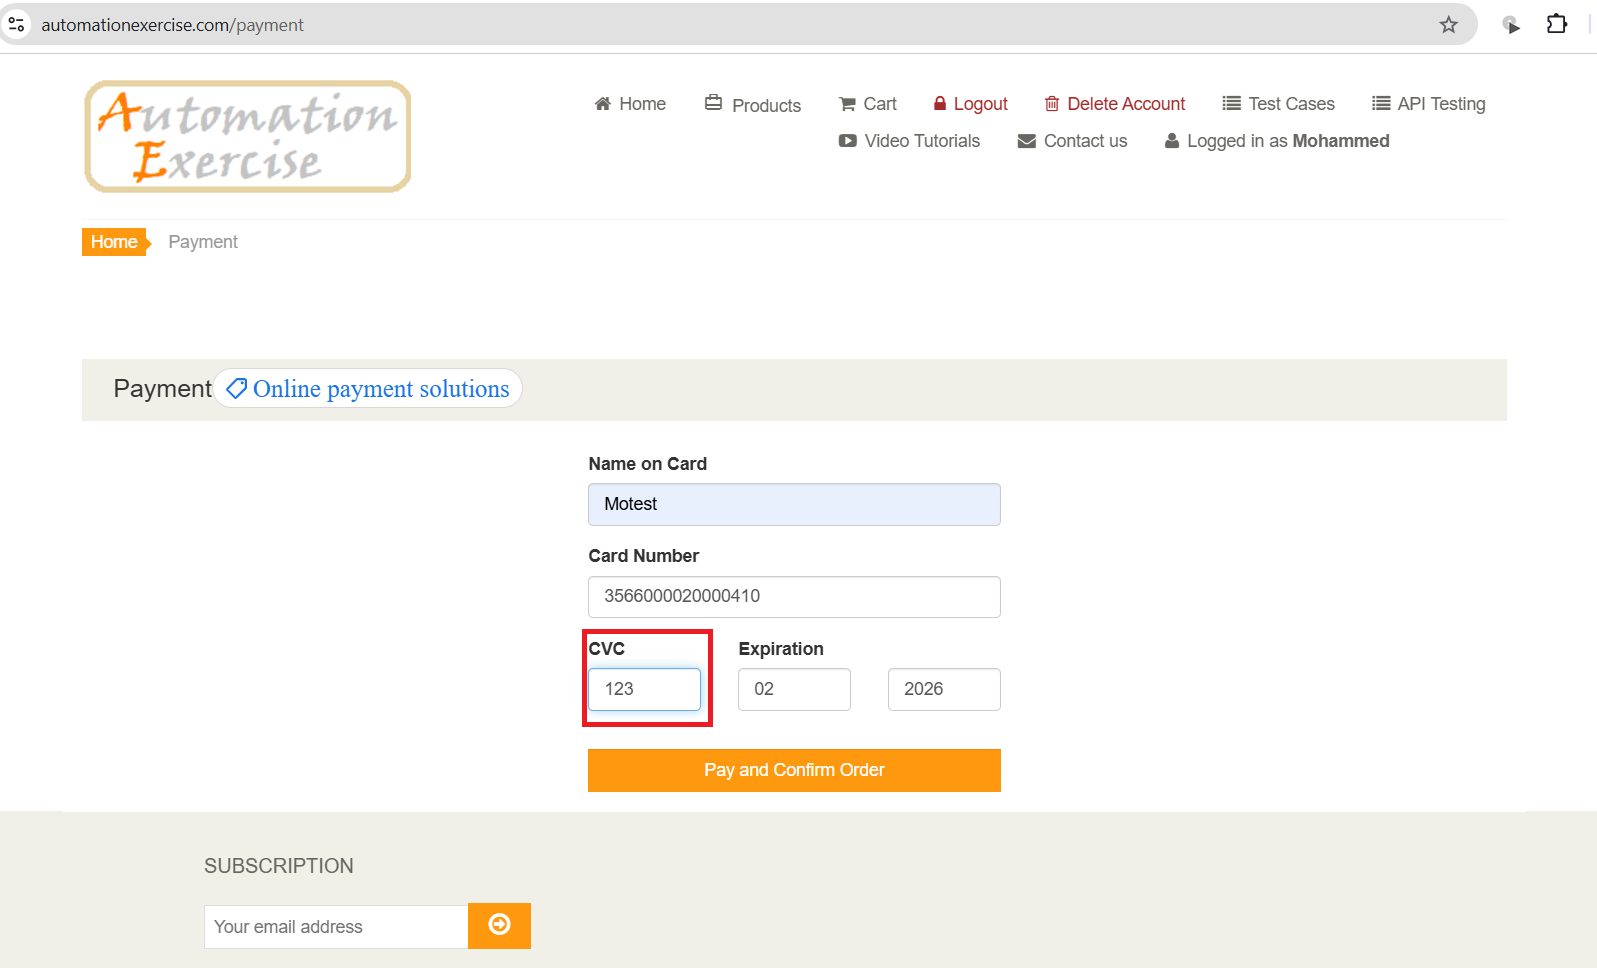 automationexercise.com/payment
Automation
Exercise
Home Products Cart Logout Delete Account Test Cases API Testing
Video Tutorials Contact us Logged in as Mohammed
Home Payment
Payment Online payment solutions
Name on Card
Motest
Card Number
3566000020000410
CVC Expiration
123 02 2026
Pay and Confirm Order
SUBSCRIPTION
Your email address